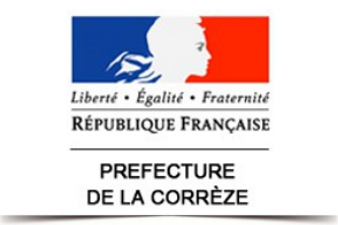 Liberté • Égalité • Fraternité
RÉPUBLIQUE FRANÇAISE
PREFECTURE
DE LA CORRÈZE